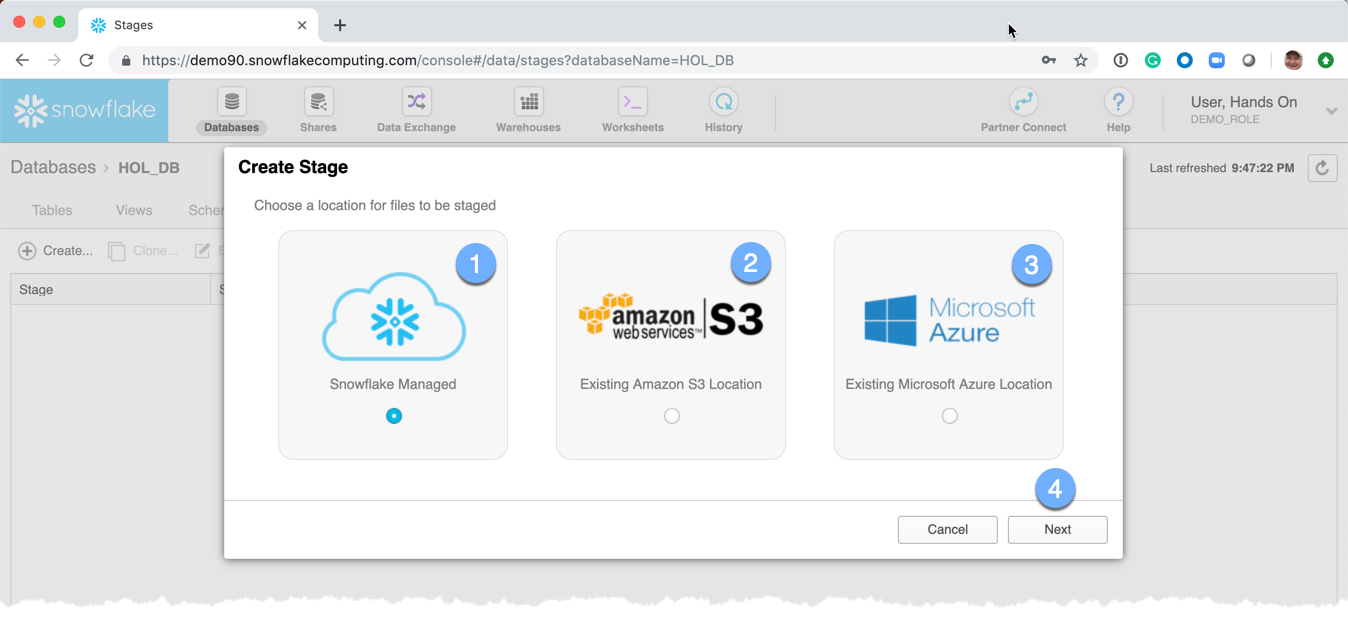 Stages
https://demo90.snowflakecomputing.com/console#/data/stages?databaseName=HOL_DB
snowflake
Databases
Shares
Data Exchange
Warehouses
Worksheets
History
Partner Connect
Help
User, Hands On
DEMO_ROLE
Databases > HOL_DB
Last refreshed 9:47:22 PM
Tables
Views
Create...
Clone...
Stage
Create Stage
Choose a location for files to be staged
1
Snowflake Managed
2
amazon
web services™
S3
Existing Amazon S3 Location
3
Microsoft
Azure
Existing Microsoft Azure Location
4
Cancel
Next